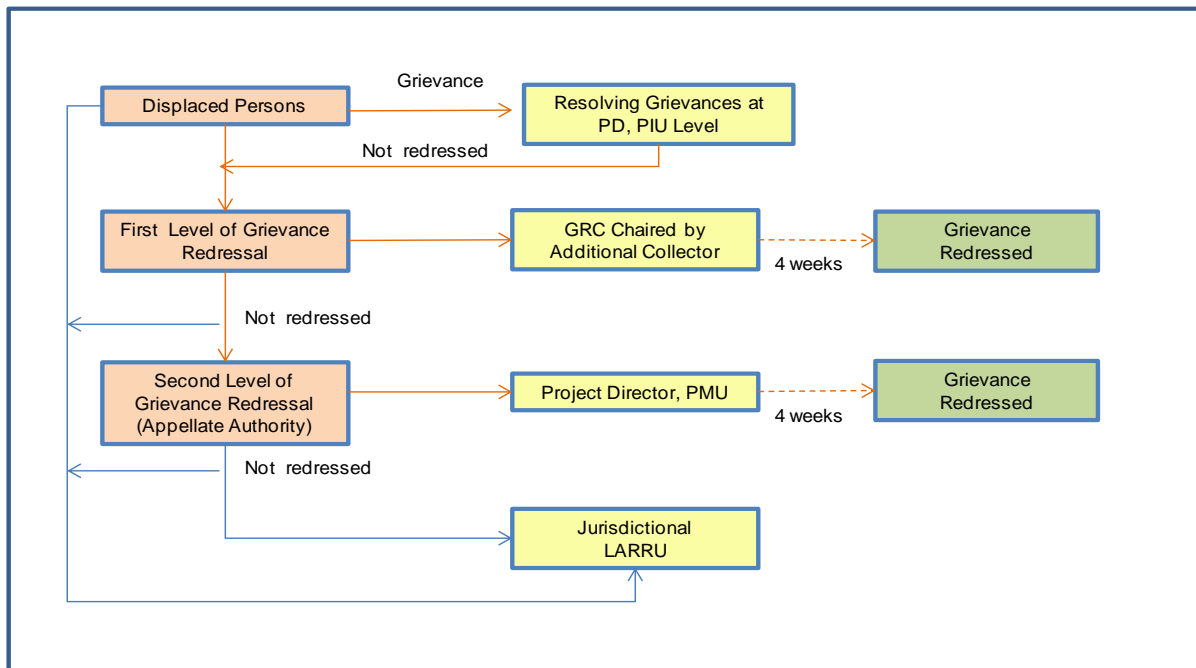 Grievance
Displaced Persons
Resolving Grievances at
PD, PIU Level
Not redressed
First Level of Grievance
Redressal
GRC Chaired by
Additional Collector
4 weeks
Grievance
Redressed
Not redressed
Second Level of
Grievance Redressal
(Appellate Authority)
Project Director, PMU
4 weeks
Grievance
Redressed
Not redressed
Jurisdictional
LARRU